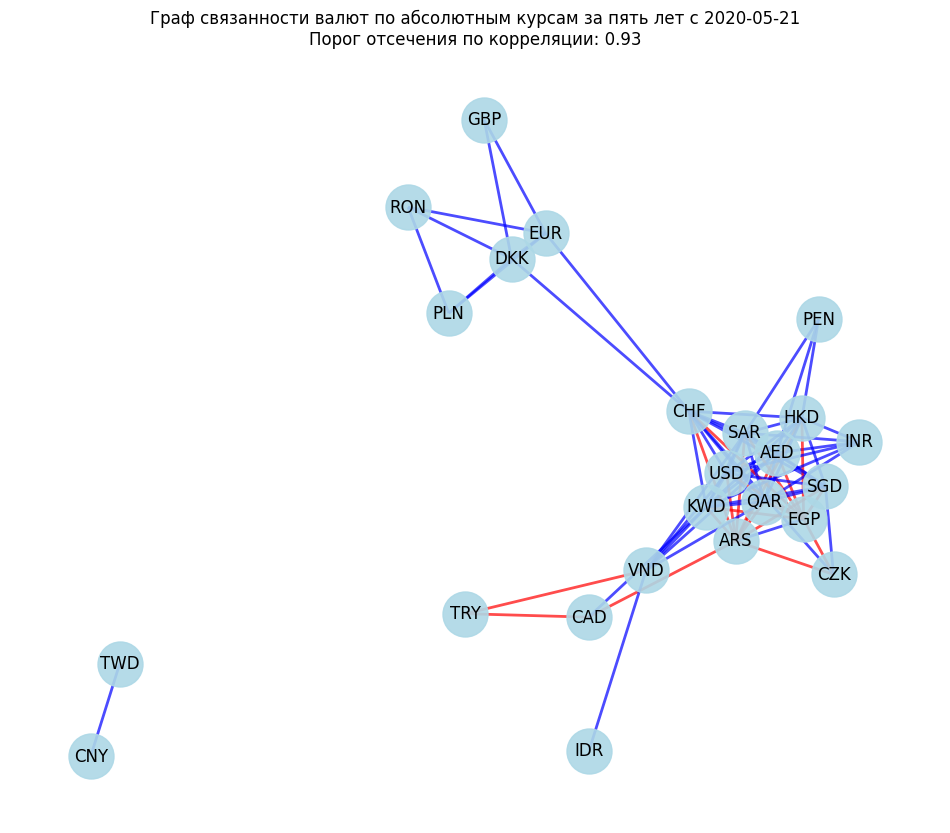 Граф связанности валют по абсолютным курсам за пять лет с 2020-05-21
Порог отсечения по корреляции: 0.93
GBP
RON
EUR
DKK
PLN
PEN
CHF
HKD
SAR
INR
AED
USD
SGD
QAR
KWD
EGP
ARS
VND
CZK
TRY
CAD
TWD
IDR
CNY